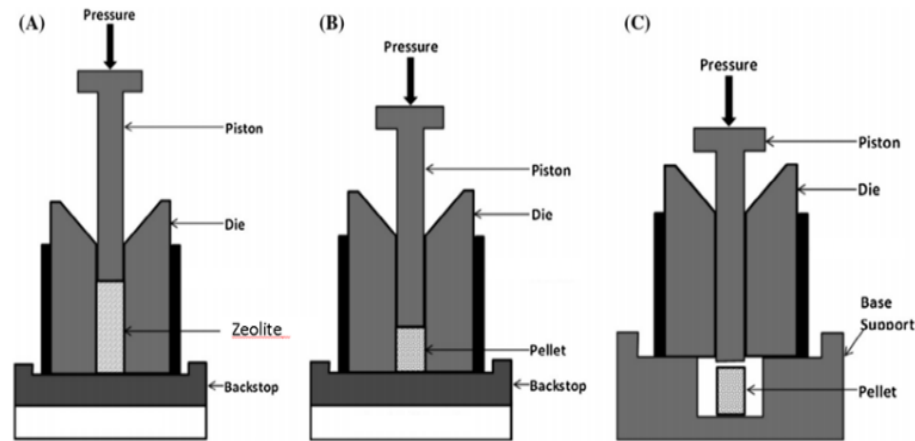 (A)
Pressure
Piston
Die
Zeolite
Backstop
(B)
Pressure
Piston
Die
Pellet
Backstop
(C)
Pressure
Piston
Die
Base
Support
Pellet